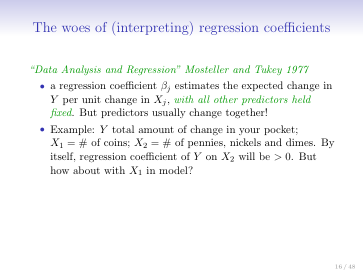 The woes of (interpreting) regression coefficients
“Data Analysis and Regression” Mosteller and Tukey 1977
• a regression coefficient βj estimates the expected change in
Y per unit change in Xj, with all other predictors held
fixed. But predictors usually change together!
• Example: Y total amount of change in your pocket;
X1 = # of coins; X2 = # of pennies, nickels and dimes. By
itself, regression coefficient of Y on X2 will be > 0. But
how about with X1 in model?
16 / 48